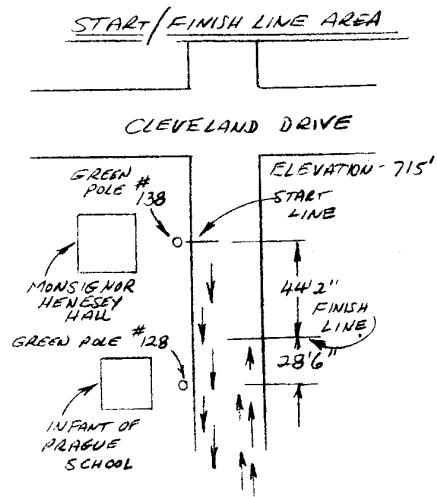 START/FINISH LINE AREA
CLEVELAND DRIVE
ELEVATION - 715'
GREEN
POLE #
138
START
LINE
MONSIGNOR
HENESEY
HALL
44'2"
FINISH
LINE
GREEN POLE #128
28'6"
INFANT OF
PRAGUE
SCHOOL